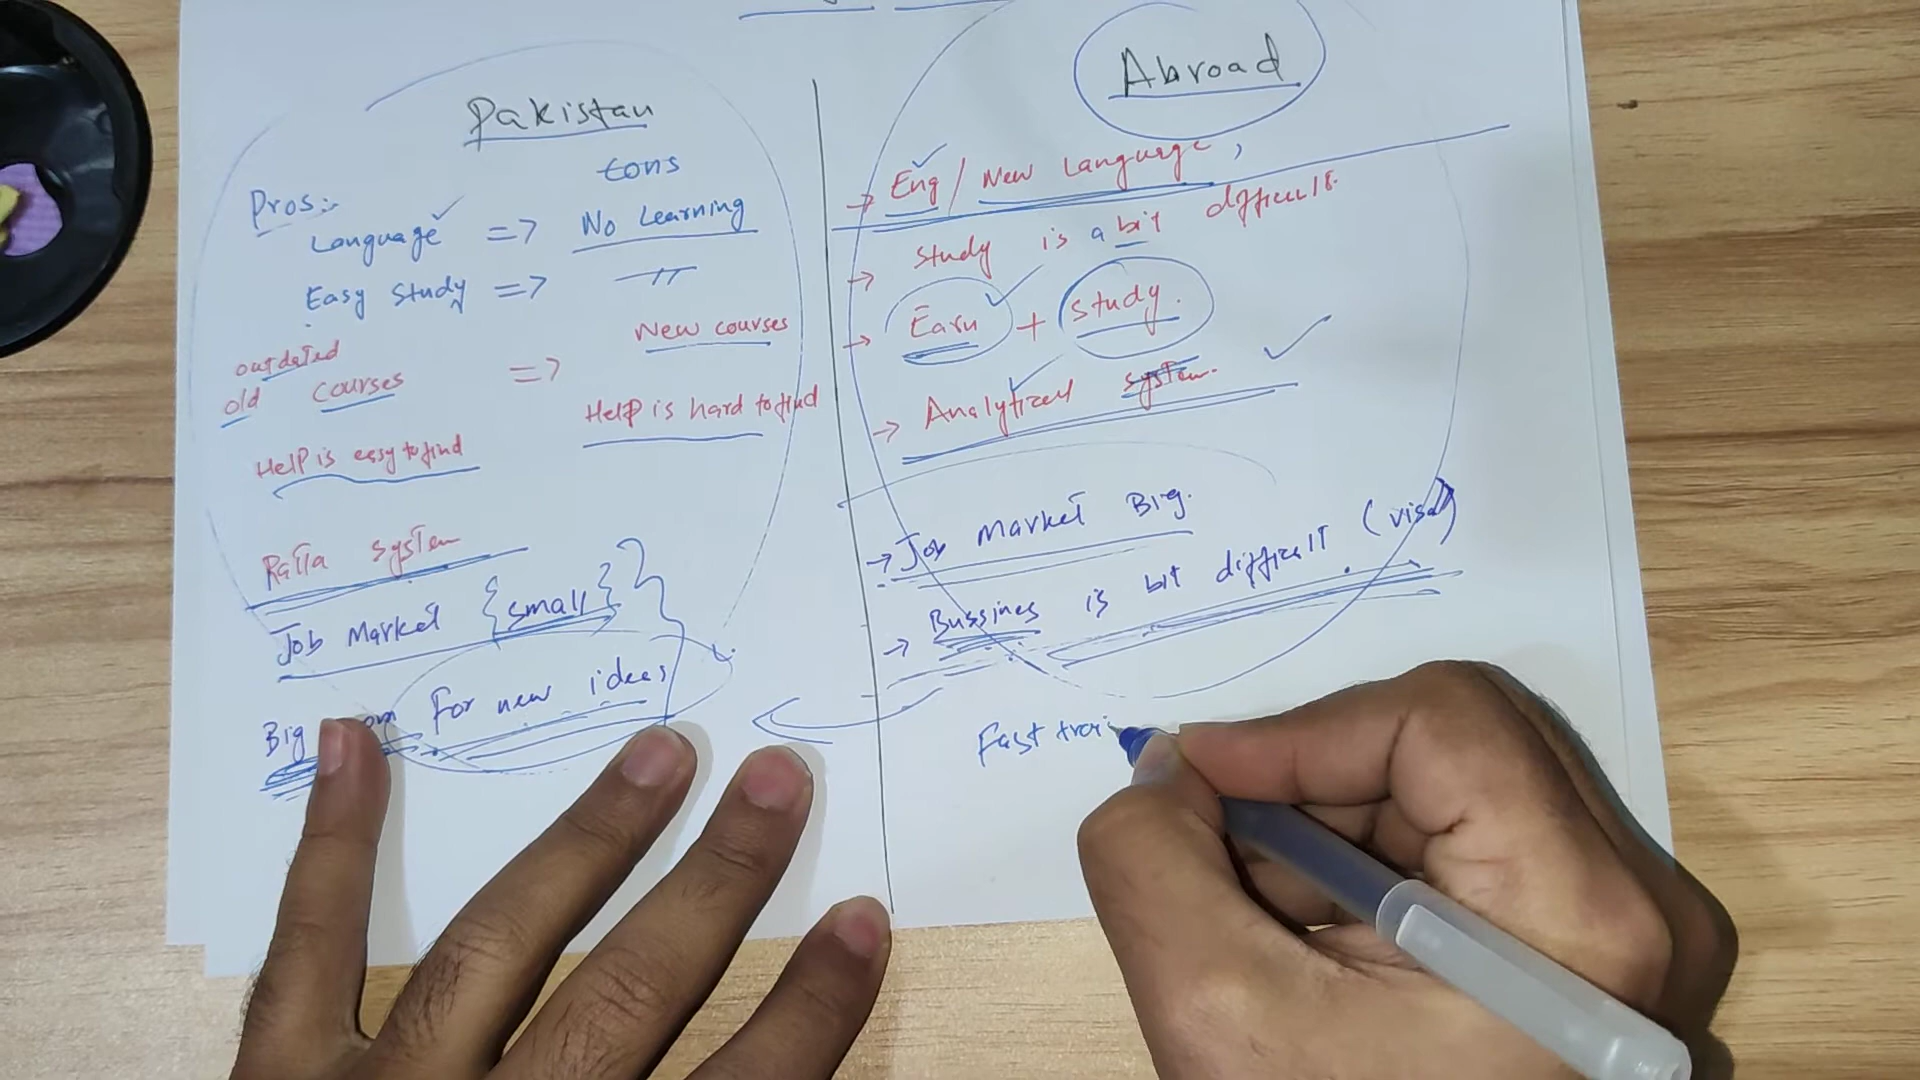 Pakistan
cons
Pros:-
Language => No Learning
Easy study =>
New courses
outdated
old courses =>
Help is hard to find
Help is easy to find
Ratta system
Job Market {small}
Big for new ideas
Abroad
→ Eng / New Language,
→ Study is a bit difficult.
→ Earn + study.
→ Analytical system.
→ Job Market Big.
→ Bussines is bit difficult (visa)
Fast trai